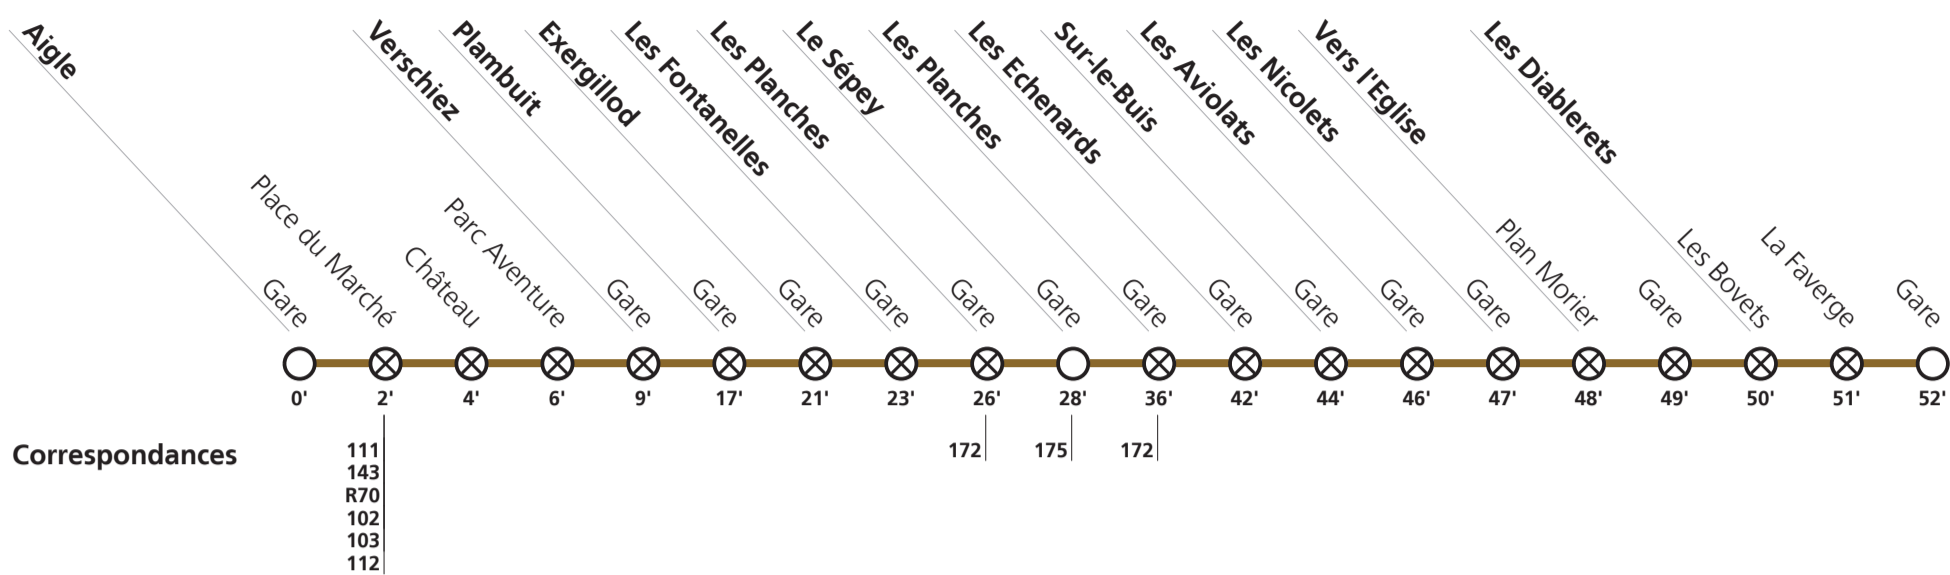 Aigle
Verschiez
Plambuit
Exergillod
Les Fontanelles
Les Planches
Le Sépey
Les Planches
Les Echenards
Sur-le-Buis
Les Aviolats
Les Nicolets
Vers l'Eglise
Les Diablerets
Gare
Place du Marché
Château
Parc Aventure
Gare
Gare
Gare
Gare
Gare
Gare
Gare
Gare
Gare
Gare
Gare
Plan Morier
Gare
Les Bovets
La Faverge
Gare
0' 2' 4' 6' 9' 17' 21' 23' 26' 28' 36' 42' 44' 46' 47' 48' 49' 50' 51' 52'
Correspondances
111
143
R70
102
103
112
172
175
172